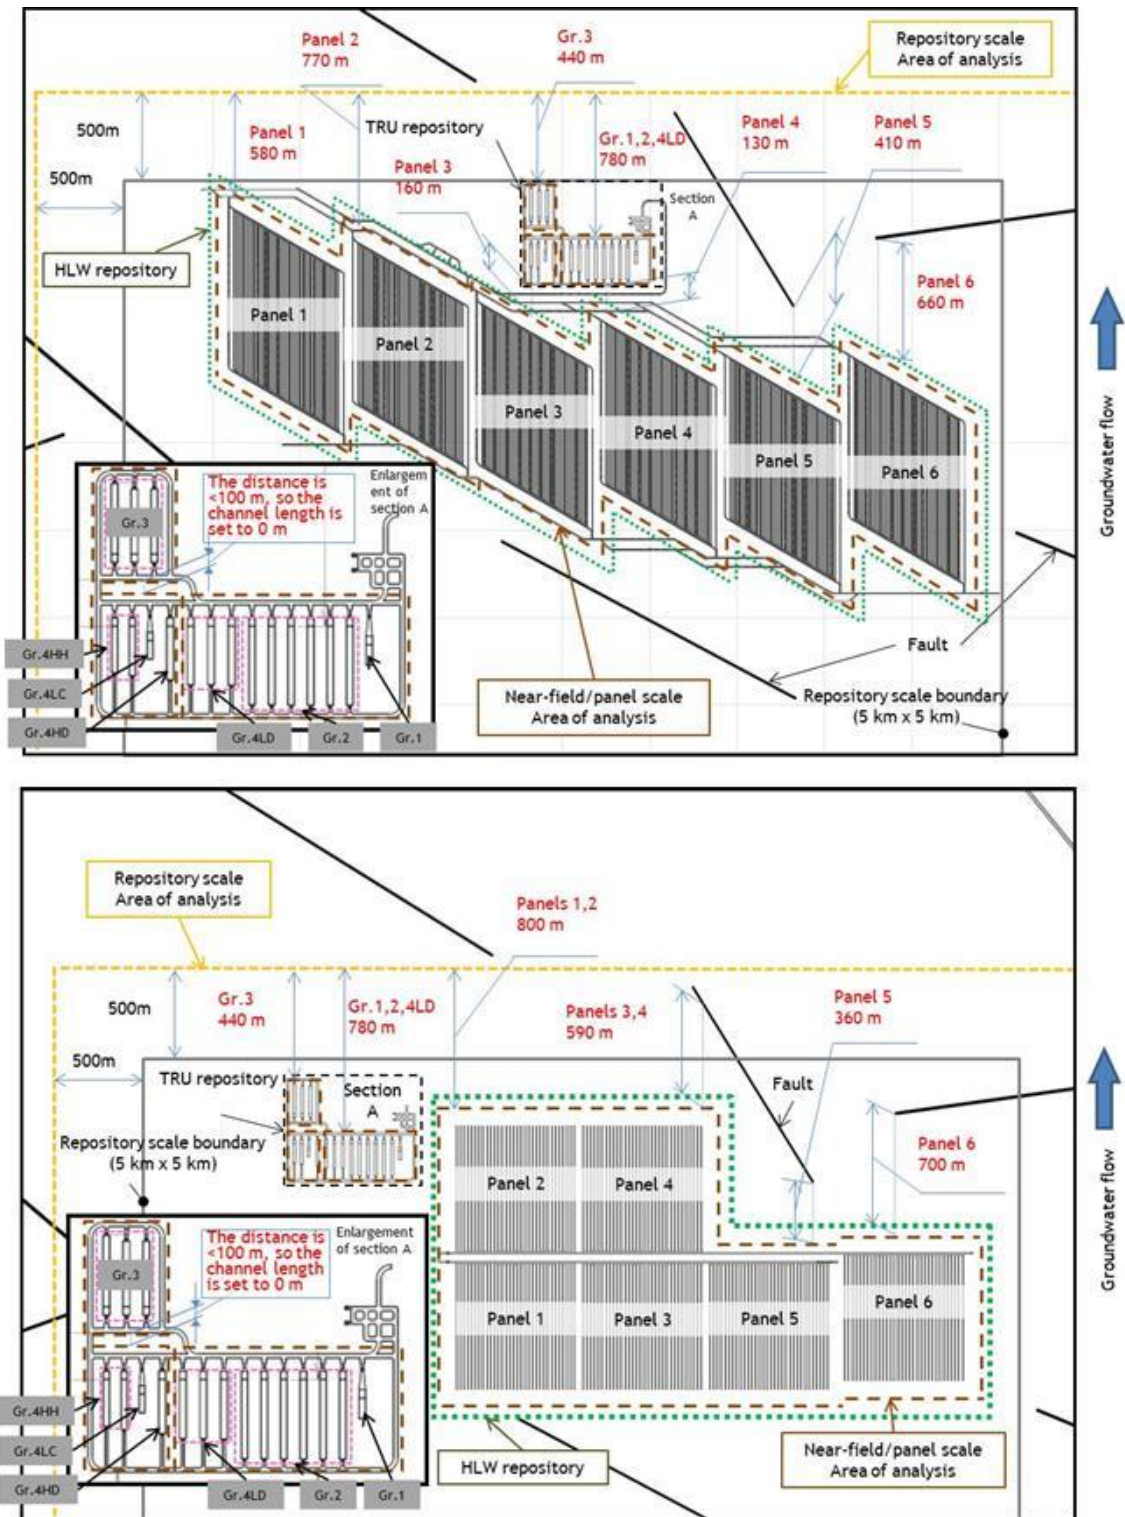 Panel 2
770 m
Gr.3
440 m
Repository scale
Area of analysis
500m
Panel 1
580 m
TRU repository
Gr.1,2,4LD
780 m
Panel 4
130 m
Panel 5
410 m
500m
Panel 3
160 m
Section
A
HLW repository
Panel 6
660 m
Panel 1
Panel 2
Panel 3
Panel 4
Panel 5
Panel 6
Groundwater flow
The distance is
<100 m, so the
channel length is
set to 0 m
Enlargem
ent of
section A
Gr.3
Gr.4HH
Gr.4LC
Gr.4HD
Gr.4LD
Gr.2
Gr.1
Near-field/panel scale
Area of analysis
Fault
Repository scale boundary
(5 km x 5 km)
Repository scale
Area of analysis
Panels 1,2
800 m
500m
Gr.3
440 m
Gr.1,2,4LD
780 m
Panels 3,4
590 m
Panel 5
360 m
500m
TRU repository
Section
A
Fault
Repository scale boundary
(5 km x 5 km)
Panel 6
700 m
Panel 2
Panel 4
Panel 1
Panel 3
Panel 5
Panel 6
Groundwater flow
The distance is
<100 m, so the
channel length
is set to 0 m
Enlargement
of section A
Gr.3
Gr.4HH
Gr.4LC
Gr.4HD
Gr.4LD
Gr.2
Gr.1
HLW repository
Near-field/panel scale
Area of analysis